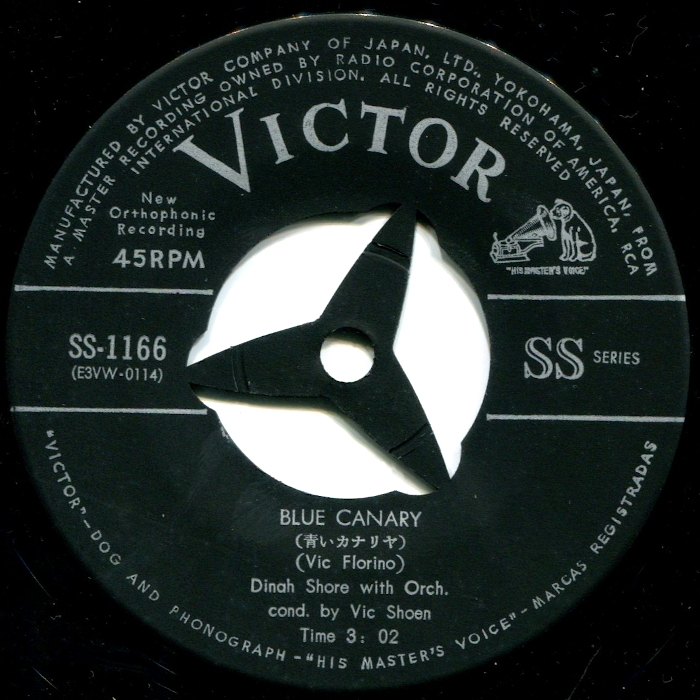 MANUFACTURED BY VICTOR COMPANY OF JAPAN, LTD., YOKOHAMA, JAPAN, FROM
A MASTER RECORDING OWNED BY RADIO CORPORATION OF AMERICA, RCA
INTERNATIONAL DIVISION. ALL RIGHTS RESERVED
VICTOR
New
Orthophonic
Recording
45RPM
"HIS MASTER'S VOICE"
SS-1166
(E3VW-0114)
SS SERIES
BLUE CANARY
(青いカナリヤ)
(Vic Florino)
Dinah Shore with Orch.
cond. by Vic Shoen
Time 3: 02
"VICTOR"–DOG AND PHONOGRAPH –"HIS MASTER'S VOICE"– MARCAS REGISTRADAS